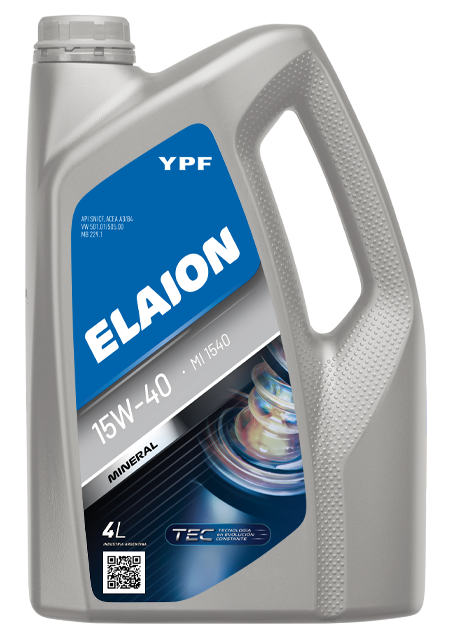 YPF
API SN/CF, ACEA A3/B4
VW 501.01/505.00
MB 229.1
ELAION
15W-40 · MI 1540
MINERAL
4L
INDUSTRIA ARGENTINA
TEC TECNOLOGÍA
en EVOLUCIÓN
CONSTANTE